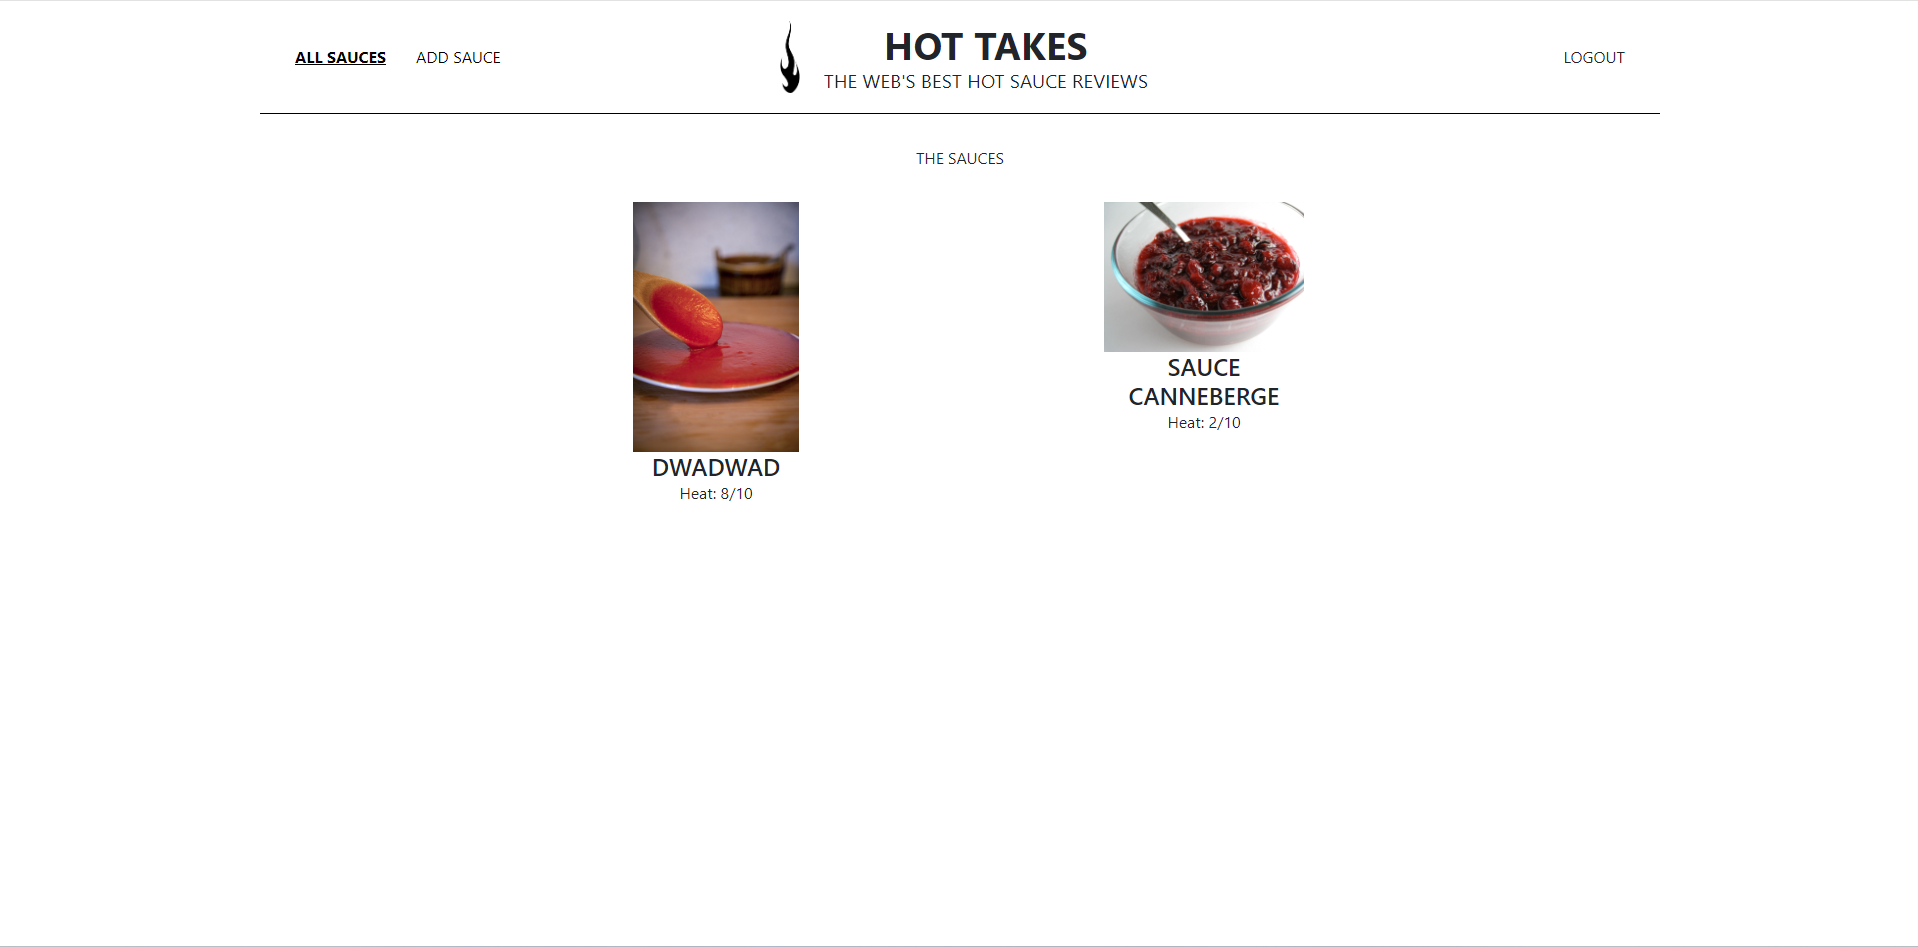 ALL SAUCES
ADD SAUCE
HOT TAKES
THE WEB'S BEST HOT SAUCE REVIEWS
LOGOUT
THE SAUCES
DWADWAD
Heat: 8/10
SAUCE
CANNEBERGE
Heat: 2/10